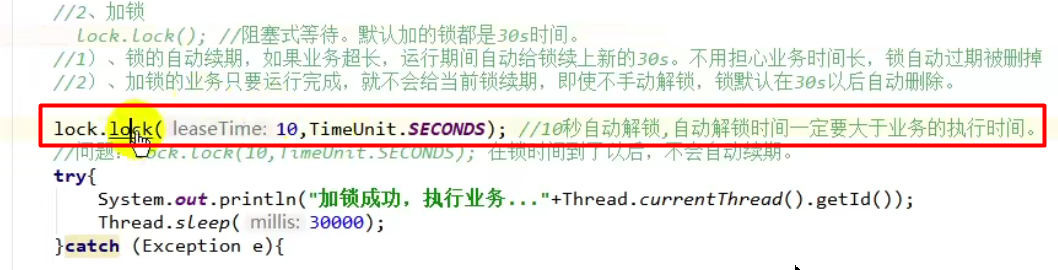 //2、加锁
lock.lock(); //阻塞式等待。默认加的锁都是30s时间。
//1）、锁的自动续期，如果业务超长，运行期间自动给锁续上新的30s。不用担心业务时间长，锁自动过期被删掉
//2）、加锁的业务只要运行完成，就不会给当前锁续期，即使不手动解锁，锁默认在30s以后自动删除。
lock.lock( leaseTime: 10,TimeUnit.SECONDS); //10秒自动解锁,自动解锁时间一定要大于业务的执行时间。
//问题： lock.lock(10,TimeUnit.SECONDS); 在锁时间到了以后，不会自动续期。
try{
System.out.println("加锁成功，执行业务..."+Thread.currentThread().getId());
Thread.sleep( millis: 30000);
}catch (Exception e){